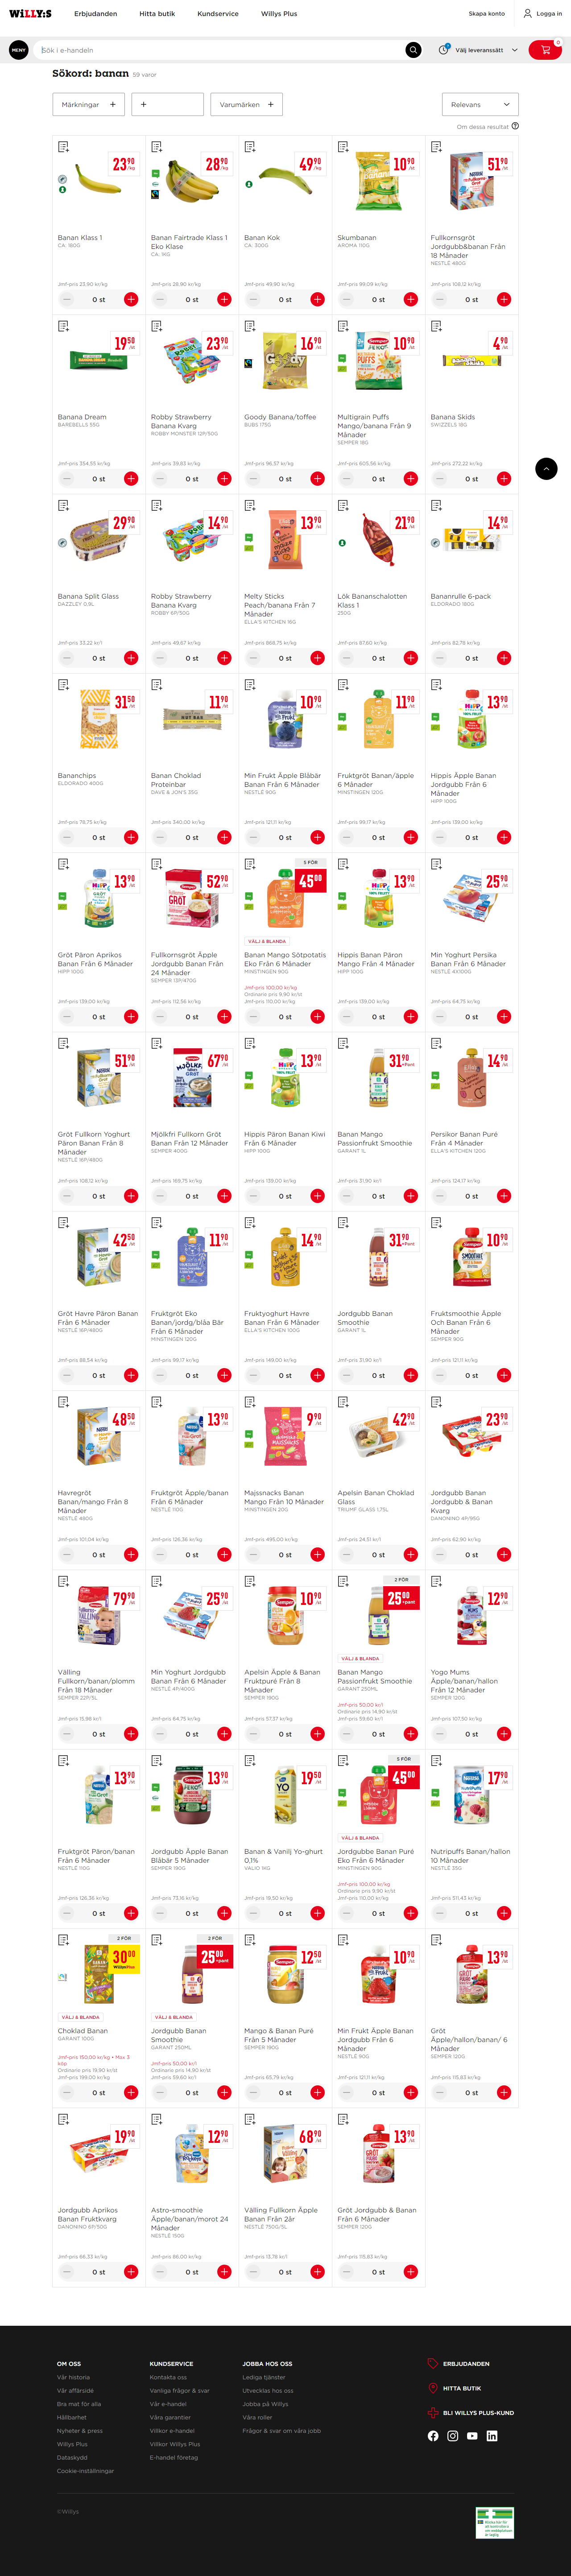 WiLLY:S
Erbjudanden
Hitta butik
Kundservice
Willys Plus
Skapa konto
Logga in
MENY
Sök i e-handeln
Välj leveranssätt
0
Sökord: banan 59 varor
Märkningar
Varumärken
Relevans
Om dessa resultat
23 90 /kg
Banan Klass 1
CA: 180G
Jmf-pris 23,90 kr/kg
0 st
28 90 /kg
Banan Fairtrade Klass 1
Eko Klase
CA: 1KG
Jmf-pris 28,90 kr/kg
0 st
49 90 /kg
Banan Kok
CA: 300G
Jmf-pris 49,90 kr/kg
0 st
10 90 /st
Skumbanan
AROMA 110G
Jmf-pris 99,09 kr/kg
0 st
51 90 /st
Fullkornsgröt
Jordgubb&banan Från
18 Månader
NESTLÉ 480G
Jmf-pris 108,12 kr/kg
0 st
19 50 /st
Banana Dream
BAREBELLS 55G
Jmf-pris 354,55 kr/kg
0 st
23 90 /st
Robby Strawberry
Banana Kvarg
ROBBY MONSTER 12P/50G
Jmf-pris 39,83 kr/kg
0 st
16 90 /st
Goody Banana/toffee
BUBS 175G
Jmf-pris 96,57 kr/kg
0 st
10 90 /st
Multigrain Puffs
Mango/banana Från 9
Månader
SEMPER 18G
Jmf-pris 605,56 kr/kg
0 st
4 90 /st
Banana Skids
SWIZZELS 18G
Jmf-pris 272,22 kr/kg
0 st
29 90 /st
Banana Split Glass
DAZZLEY 0,9L
Jmf-pris 33,22 kr/l
0 st
14 90 /st
Robby Strawberry
Banana Kvarg
ROBBY 6P/50G
Jmf-pris 49,67 kr/kg
0 st
13 90 /st
Melty Sticks
Peach/banana Från 7
Månader
ELLA'S KITCHEN 16G
Jmf-pris 868,75 kr/kg
0 st
21 90 /st
Lök Bananschalotten
Klass 1
250G
Jmf-pris 87,60 kr/kg
0 st
14 90 /st
Bananrulle 6-pack
ELDORADO 180G
Jmf-pris 82,78 kr/kg
0 st
31 50 /st
Bananchips
ELDORADO 400G
Jmf-pris 78,75 kr/kg
0 st
11 90 /st
Banan Choklad
Proteinbar
DAVE & JON'S 35G
Jmf-pris 340,00 kr/kg
0 st
10 90 /st
Min Frukt Äpple Blåbär
Banan Från 6 Månader
NESTLÉ 90G
Jmf-pris 121,11 kr/kg
0 st
11 90 /st
Fruktgröt Banan/äpple
6 Månader
MINSTINGEN 120G
Jmf-pris 99,17 kr/kg
0 st
13 90 /st
Hippis Äpple Banan
Jordgubb Från 6
Månader
HIPP 100G
Jmf-pris 139,00 kr/kg
0 st
13 90 /st
Gröt Päron Aprikos
Banan Från 6 Månader
HIPP 100G
Jmf-pris 139,00 kr/kg
0 st
52 90 /st
Fullkornsgröt Äpple
Jordgubb Banan Från
24 Månader
SEMPER 13P/470G
Jmf-pris 112,56 kr/kg
0 st
5 FÖR
45 00
VÄLJ & BLANDA
Banan Mango Sötpotatis
Eko Från 6 Månader
MINSTINGEN 90G
Jmf-pris 100,00 kr/kg
Ordinarie pris 9,90 kr/st
Jmf-pris 110,00 kr/kg
0 st
13 90 /st
Hippis Banan Päron
Mango Från 4 Månader
HIPP 100G
Jmf-pris 139,00 kr/kg
0 st
25 90 /st
Min Yoghurt Persika
Banan Från 6 Månader
NESTLÉ 4X100G
Jmf-pris 64,75 kr/kg
0 st
51 90 /st
Gröt Fullkorn Yoghurt
Päron Banan Från 8
Månader
NESTLÉ 16P/480G
Jmf-pris 108,12 kr/kg
0 st
67 90 /st
Mjölkfri Fullkorn Gröt
Banan Från 12 Månader
SEMPER 400G
Jmf-pris 169,75 kr/kg
0 st
13 90 /st
Hippis Päron Banan Kiwi
Från 6 Månader
HIPP 100G
Jmf-pris 139,00 kr/kg
0 st
31 90 +Pant
Banan Mango
Passionfrukt Smoothie
GARANT 1L
Jmf-pris 31,90 kr/l
0 st
14 90 /st
Persikor Banan Puré
Från 4 Månader
ELLA'S KITCHEN 120G
Jmf-pris 124,17 kr/kg
0 st
42 50 /st
Gröt Havre Päron Banan
Från 6 Månader
NESTLÉ 16P/480G
Jmf-pris 88,54 kr/kg
0 st
11 90 /st
Fruktgröt Eko
Banan/jordg/blåa Bär
Från 6 Månader
MINSTINGEN 120G
Jmf-pris 99,17 kr/kg
0 st
14 90 /st
Fruktyoghurt Havre
Banan Från 6 Månader
ELLA'S KITCHEN 100G
Jmf-pris 149,00 kr/kg
0 st
31 90 +Pant
Jordgubb Banan
Smoothie
GARANT 1L
Jmf-pris 31,90 kr/l
0 st
10 90 /st
Fruktsmoothie Äpple
Och Banan Från 6
Månader
SEMPER 90G
Jmf-pris 121,11 kr/kg
0 st
48 50 /st
Havregröt
Banan/mango Från 8
Månader
NESTLÉ 480G
Jmf-pris 101,04 kr/kg
0 st
13 90 /st
Fruktgröt Äpple/banan
Från 6 Månader
NESTLÉ 110G
Jmf-pris 126,36 kr/kg
0 st
9 90 /st
Majssnacks Banan
Mango Från 10 Månader
MINSTINGEN 20G
Jmf-pris 495,00 kr/kg
0 st
42 90 /st
Apelsin Banan Choklad
Glass
TRIUMF GLASS 1,75L
Jmf-pris 24,51 kr/l
0 st
23 90 /st
Jordgubb Banan
Jordgubb & Banan
Kvarg
DANONINO 4P/95G
Jmf-pris 62,90 kr/kg
0 st
79 90 /st
Välling
Fullkorn/banan/plomm
Från 18 Månader
SEMPER 22P/5L
Jmf-pris 15,98 kr/l
0 st
25 90 /st
Min Yoghurt Jordgubb
Banan Från 6 Månader
NESTLÉ 4P/400G
Jmf-pris 64,75 kr/kg
0 st
10 90 /st
Apelsin Äpple & Banan
Fruktpuré Från 8
Månader
SEMPER 190G
Jmf-pris 57,37 kr/kg
0 st
2 FÖR
25 00 +pant
VÄLJ & BLANDA
Banan Mango
Passionfrukt Smoothie
GARANT 250ML
Jmf-pris 50,00 kr/l
Ordinarie pris 14,90 kr/st
Jmf-pris 59,60 kr/l
0 st
12 90 /st
Yogo Mums
Äpple/banan/hallon
Från 12 Månader
SEMPER 120G
Jmf-pris 107,50 kr/kg
0 st
13 90 /st
Fruktgröt Päron/banan
Från 6 Månader
NESTLÉ 110G
Jmf-pris 126,36 kr/kg
0 st
13 90 /st
Jordgubb Äpple Banan
Blåbär 5 Månader
SEMPER 190G
Jmf-pris 73,16 kr/kg
0 st
19 50 /st
Banan & Vanilj Yo-ghurt
0,1%
VALIO 1KG
Jmf-pris 19,50 kr/kg
0 st
5 FÖR
45 00
VÄLJ & BLANDA
Jordgubbe Banan Puré
Eko Från 6 Månader
MINSTINGEN 90G
Jmf-pris 100,00 kr/kg
Ordinarie pris 9,90 kr/st
Jmf-pris 110,00 kr/kg
0 st
17 90 /st
Nutripuffs Banan/hallon
10 Månader
NESTLÉ 35G
Jmf-pris 511,43 kr/kg
0 st
2 FÖR
30 00
WillysPlus
VÄLJ & BLANDA
Choklad Banan
GARANT 100G
Jmf-pris 150,00 kr/kg • Max 3
köp
Ordinarie pris 19,90 kr/st
Jmf-pris 199,00 kr/kg
0 st
2 FÖR
25 00 +pant
VÄLJ & BLANDA
Jordgubb Banan
Smoothie
GARANT 250ML
Jmf-pris 50,00 kr/l
Ordinarie pris 14,90 kr/st
Jmf-pris 59,60 kr/l
0 st
12 50 /st
Mango & Banan Puré
Från 5 Månader
SEMPER 190G
Jmf-pris 65,79 kr/kg
0 st
10 90 /st
Min Frukt Äpple Banan
Jordgubb Från 6
Månader
NESTLÉ 90G
Jmf-pris 121,11 kr/kg
0 st
13 90 /st
Gröt
Äpple/hallon/banan/ 6
Månader
SEMPER 120G
Jmf-pris 115,83 kr/kg
0 st
19 90 /st
Jordgubb Aprikos
Banan Fruktkvarg
DANONINO 6P/50G
Jmf-pris 66,33 kr/kg
0 st
12 90 /st
Astro-smoothie
Äpple/banan/morot 24
Månader
NESTLÉ 150G
Jmf-pris 86,00 kr/kg
0 st
68 90 /st
Välling Fullkorn Äpple
Banan Från 2år
NESTLÉ 750G/5L
Jmf-pris 13,78 kr/l
0 st
13 90 /st
Gröt Jordgubb & Banan
Från 6 Månader
SEMPER 120G
Jmf-pris 115,83 kr/kg
0 st
OM OSS
Vår historia
Vår affärsidé
Bra mat för alla
Hållbarhet
Nyheter & press
Willys Plus
Dataskydd
Cookie-inställningar
KUNDSERVICE
Kontakta oss
Vanliga frågor & svar
Vår e-handel
Våra garantier
Villkor e-handel
Villkor Willys Plus
E-handel företag
JOBBA HOS OSS
Lediga tjänster
Utvecklas hos oss
Jobba på Willys
Våra roller
Frågor & svar om våra jobb
ERBJUDANDEN
HITTA BUTIK
BLI WILLYS PLUS-KUND
©Willys